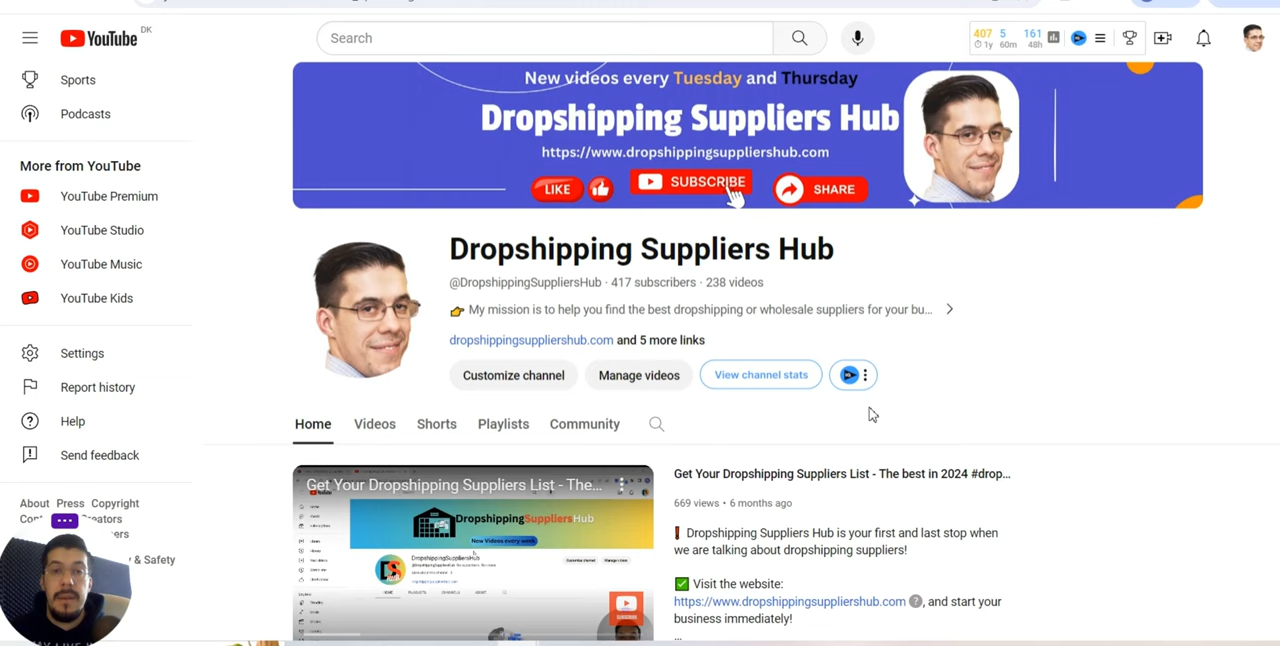 YouTube DK
Search
407 5 161
1y 60m 48h
Sports
Podcasts
More from YouTube
YouTube Premium
YouTube Studio
YouTube Music
YouTube Kids
Settings
Report history
Help
Send feedback
About Press Copyright
Creators
& Safety
New videos every Tuesday and Thursday
Dropshipping Suppliers Hub
https://www.dropshippingsuppliershub.com
LIKE SUBSCRIBE SHARE
Dropshipping Suppliers Hub
@DropshippingSuppliersHub · 417 subscribers · 238 videos
My mission is to help you find the best dropshipping or wholesale suppliers for your bu...
dropshippingsuppliershub.com and 5 more links
Customize channel Manage videos View channel stats
Home Videos Shorts Playlists Community
Get Your Dropshipping Suppliers List - The...
DropshippingSuppliersHub
New Videos every week
DropshippingSuppliersHub
Get Your Dropshipping Suppliers List - The best in 2024 #drop...
669 views • 6 months ago
Dropshipping Suppliers Hub is your first and last stop when
we are talking about dropshipping suppliers!
Visit the website:
https://www.dropshippingsuppliershub.com ?, and start your
business immediately!
...